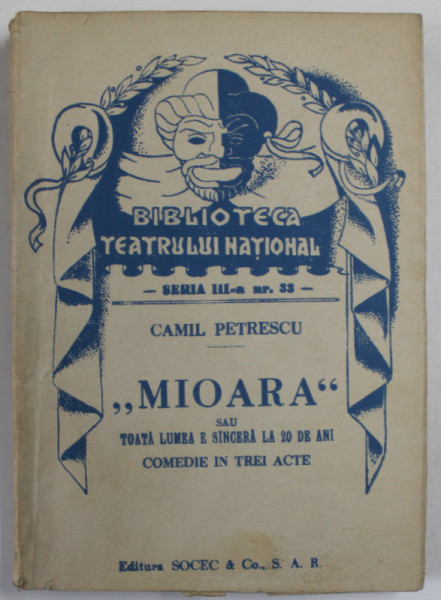 BIBLIOTECA
TEATRULUI NAȚIONAL
— SERIA III-a nr. 33 —
CAMIL PETRESCU
„MIOARA“
SAU
TOATĂ LUMEA E SÎNCERĂ LA 20 DE ANI
COMEDIE IN TREI ACTE
Editura SOCEC & Co., S. A. R.